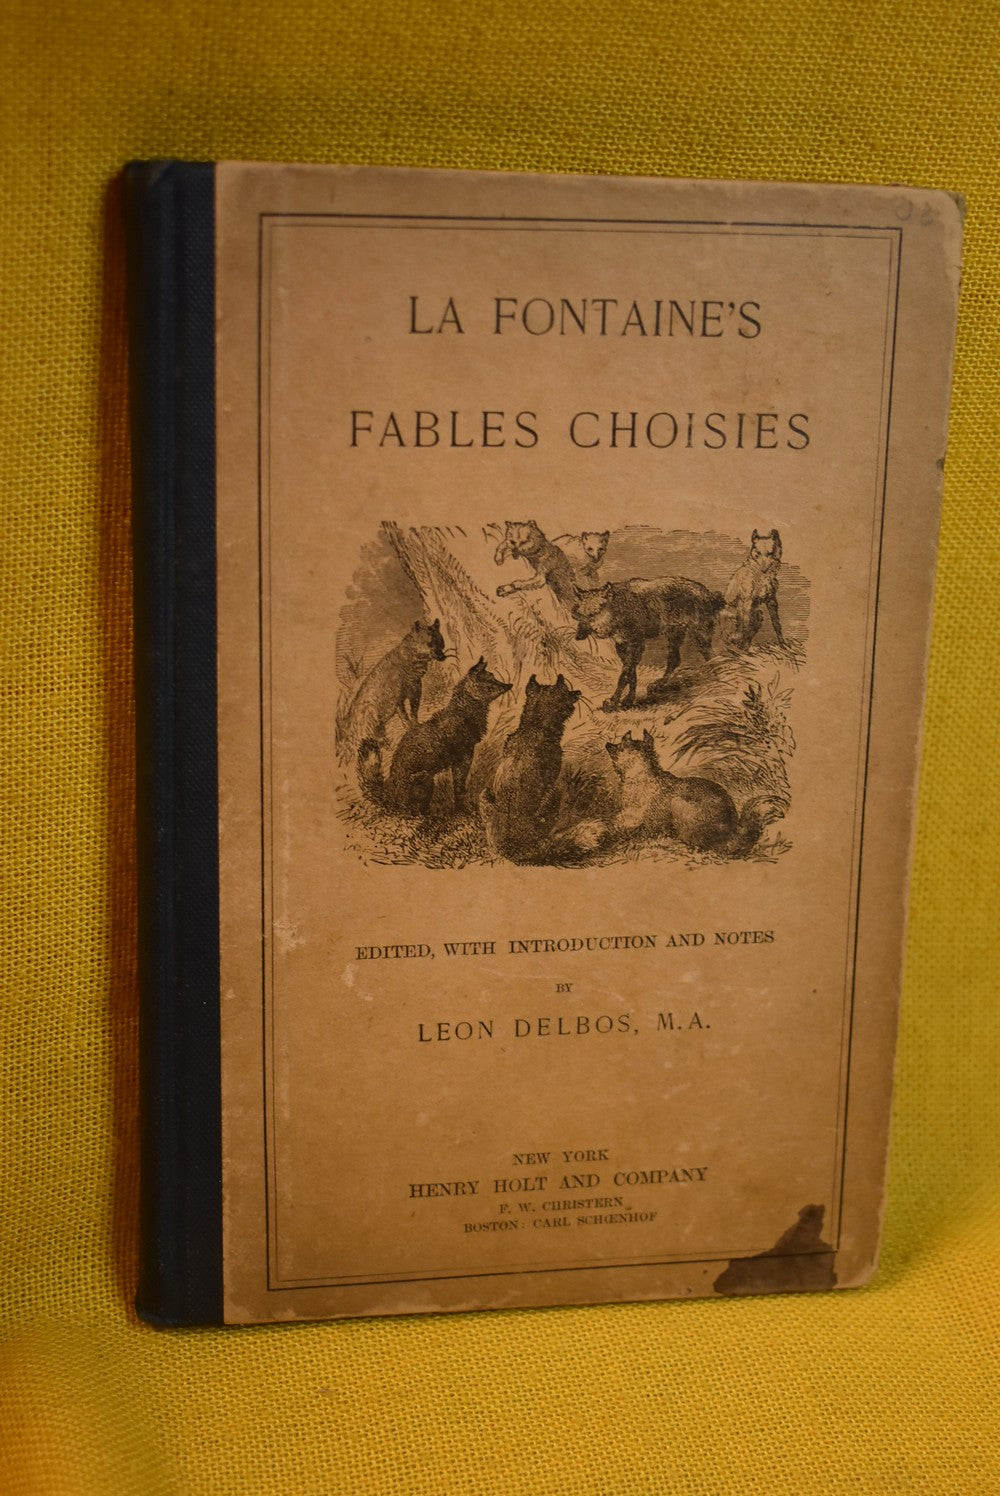 LA FONTAINE'S
FABLES CHOISIES
EDITED, WITH INTRODUCTION AND NOTES
BY
LEON DELBOS, M.A.
NEW YORK
HENRY HOLT AND COMPANY
F. W. CHRISTERN
BOSTON: CARL SCHŒNHOF